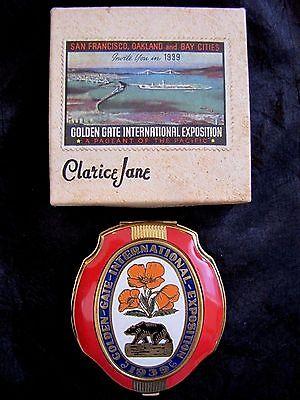 SAN FRANCISCO, OAKLAND and BAY CITIES
Invite You in 1939
GOLDEN GATE INTERNATIONAL EXPOSITION
"A PAGEANT OF THE PACIFIC"
Clarice Jane
GOLDEN-GATE-INTERNATIONAL-EXPOSITION
1939